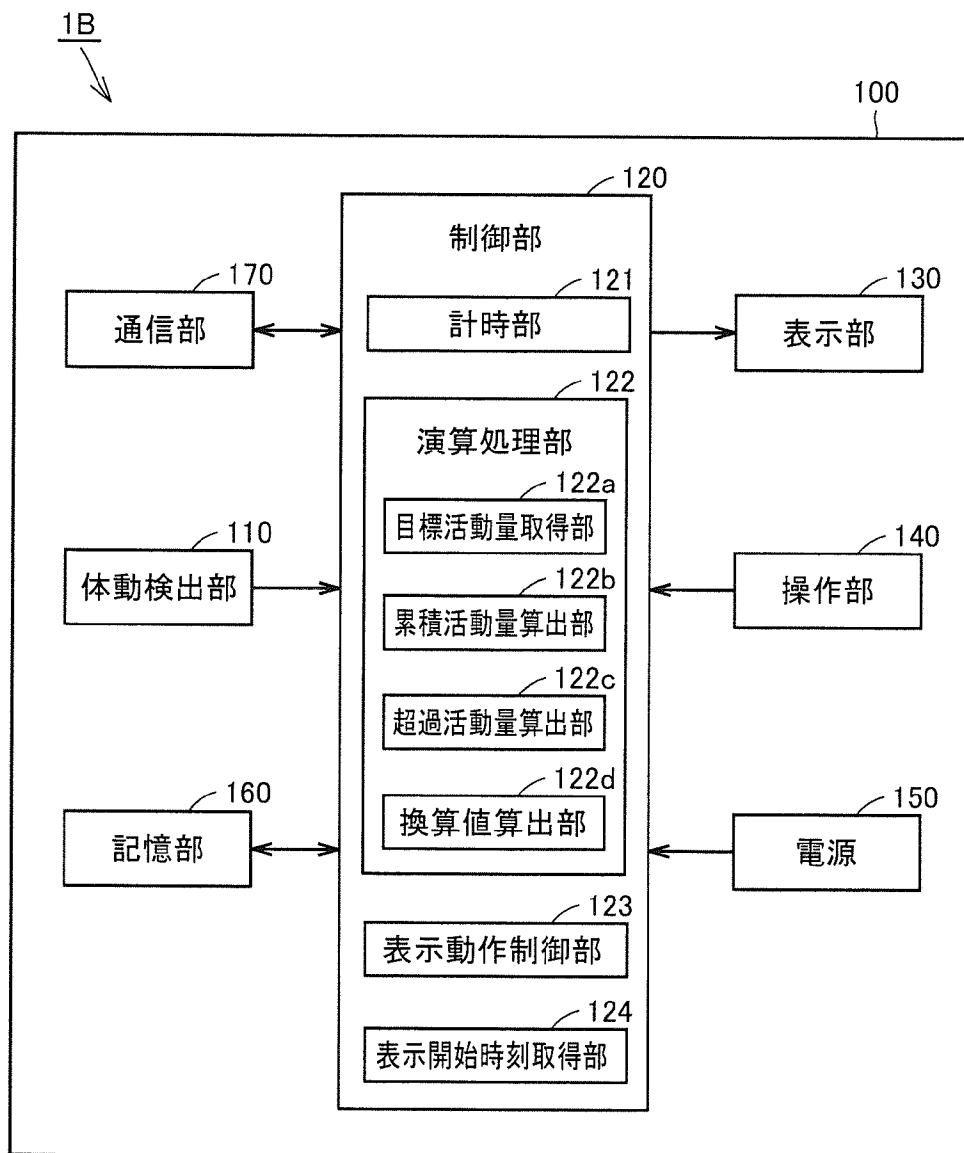 1B
100
120
制御部
170
通信部
121
計時部
130
表示部
122
演算処理部
122a
目標活動量取得部
110
体動検出部
122b
累積活動量算出部
140
操作部
122c
超過活動量算出部
122d
換算値算出部
160
記憶部
150
電源
123
表示動作制御部
124
表示開始時刻取得部